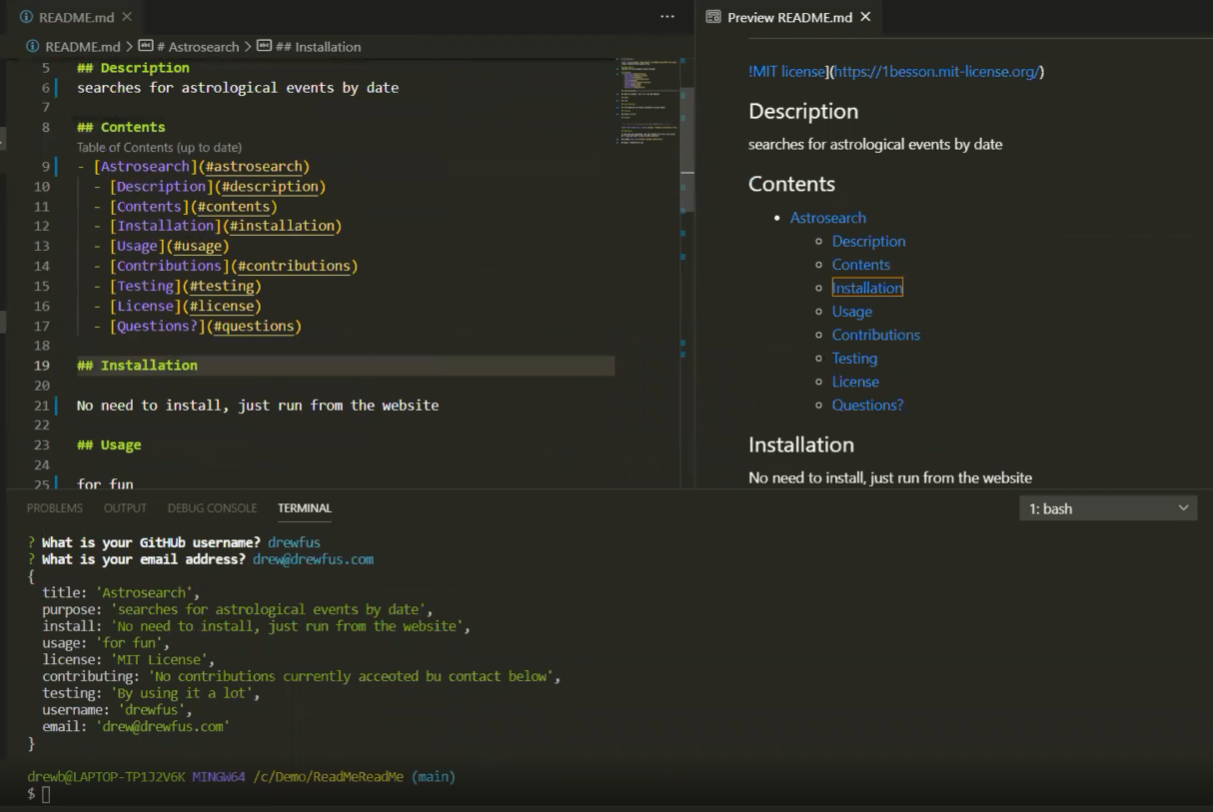 README.md ×
README.md > # Astrosearch > ## Installation
5 ## Description
6 searches for astrological events by date
7
8 ## Contents
Table of Contents (up to date)
9 - [Astrosearch](#astrosearch)
10 - [Description](#description)
11 - [Contents](#contents)
12 - [Installation](#installation)
13 - [Usage](#usage)
14 - [Contributions](#contributions)
15 - [Testing](#testing)
16 - [License](#license)
17 - [Questions?](#questions)
18
19 ## Installation
20
21 No need to install, just run from the website
22
23 ## Usage
24
25 for fun
Preview README.md ×
!MIT license](https://1besson.mit-license.org/)
Description
searches for astrological events by date
Contents
• Astrosearch
Description
Contents
Installation
Usage
Contributions
Testing
License
Questions?
Installation
No need to install, just run from the website
PROBLEMS OUTPUT DEBUG CONSOLE TERMINAL 1: bash
? What is your GitHUb username? drewfus
? What is your email address? drew@drewfus.com
{
title: 'Astrosearch',
purpose: 'searches for astrological events by date',
install: 'No need to install, just run from the website',
usage: 'for fun',
license: 'MIT License',
contributing: 'No contributions currently acceoted bu contact below',
testing: 'By using it a lot',
username: 'drewfus',
email: 'drew@drewfus.com'
}
drewb@LAPTOP-TP1J2V6K MINGW64 /c/Demo/ReadMeReadMe (main)
$